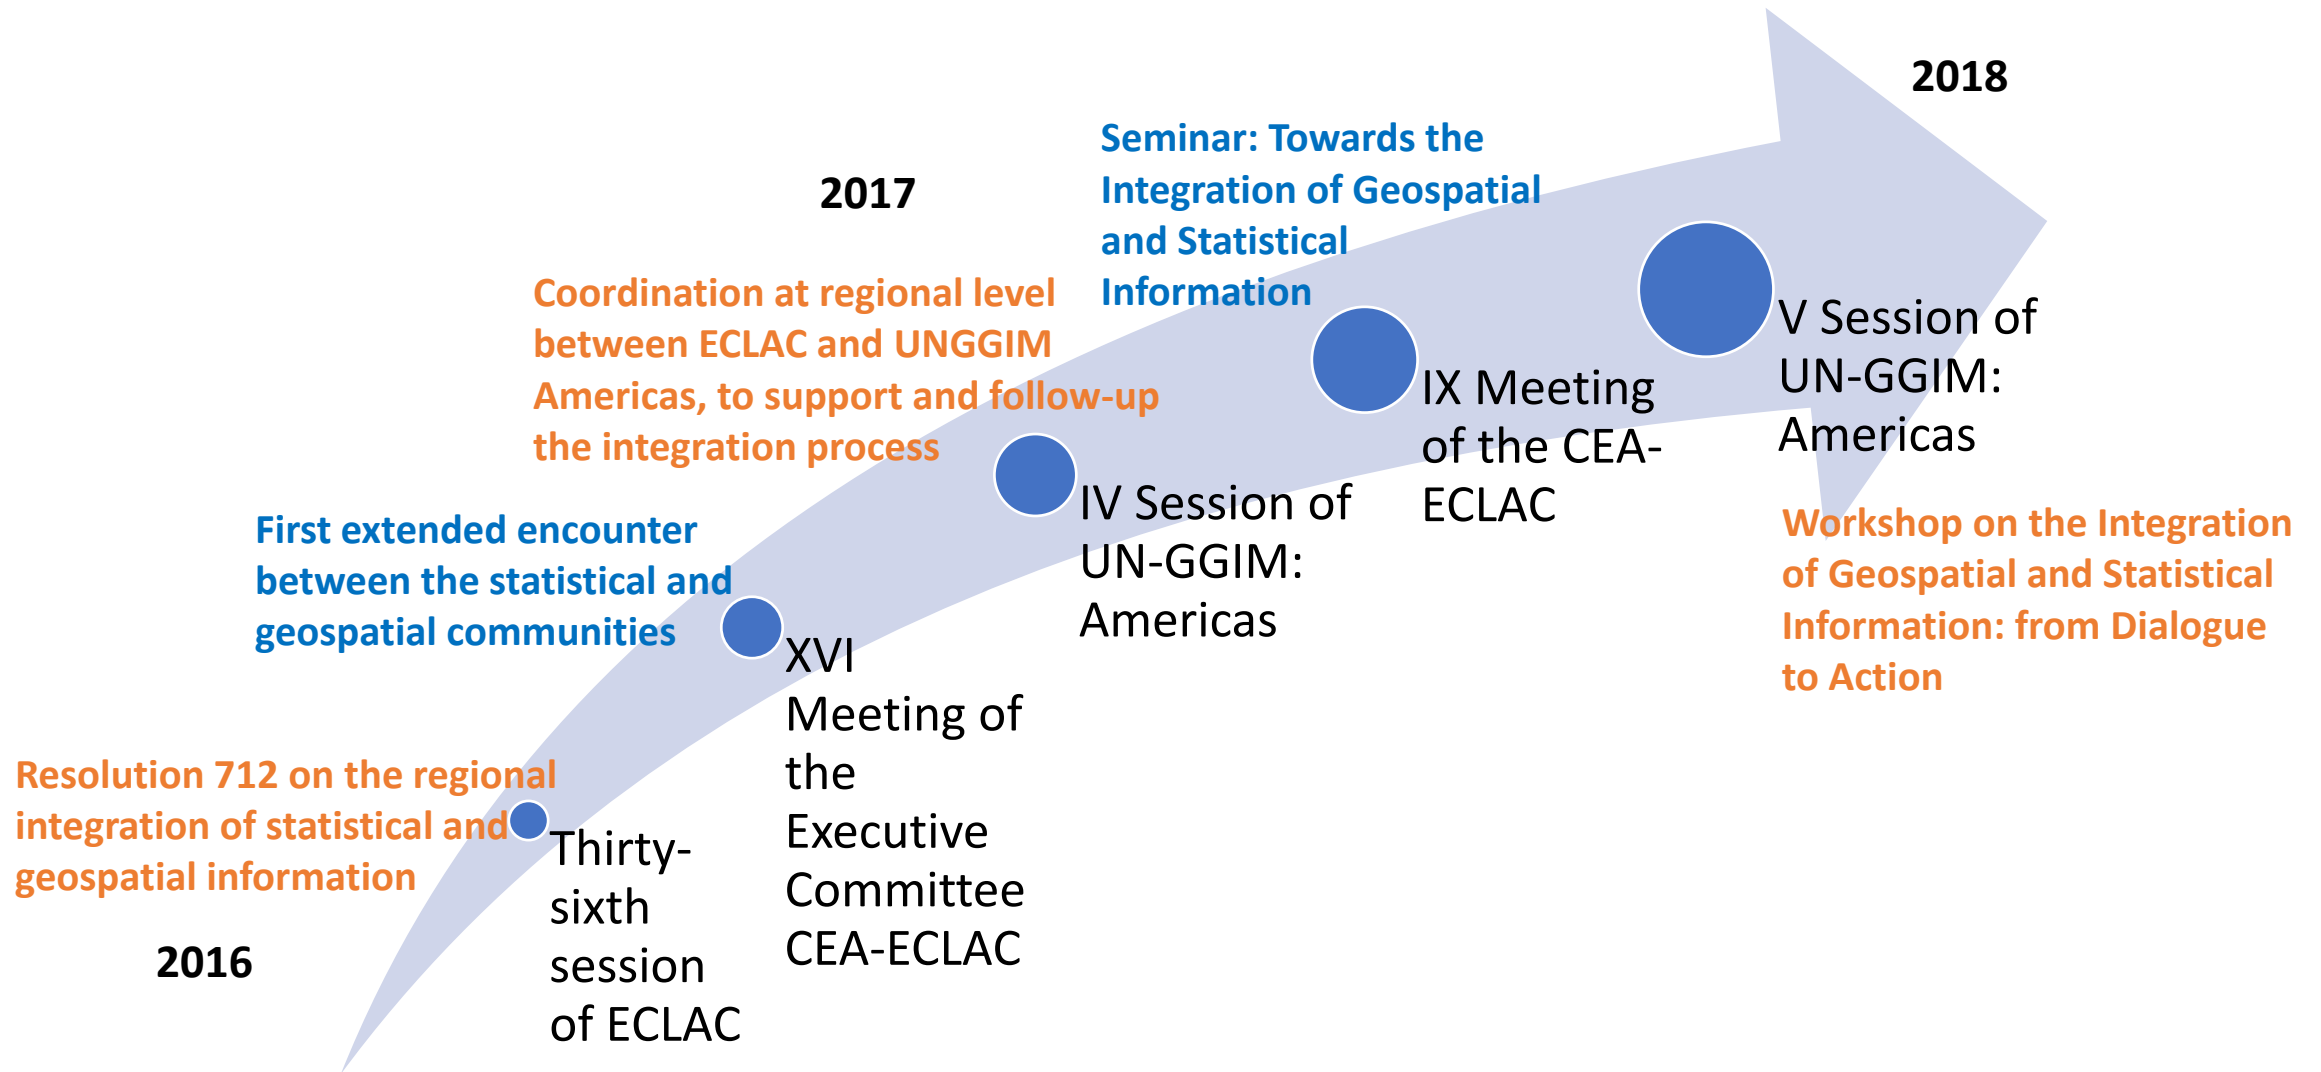 2018
Seminar: Towards the
Integration of Geospatial
and Statistical
Information
2017
Coordination at regional level
between ECLAC and UNGGIM
Americas, to support and follow-up
the integration process
V Session of
UN-GGIM:
Americas
IX Meeting
of the CEA-
ECLAC
IV Session of
UN-GGIM:
Americas
Workshop on the Integration
of Geospatial and Statistical
Information: from Dialogue
to Action
First extended encounter
between the statistical and
geospatial communities
XVI
Meeting of
the
Executive
Committee
CEA-ECLAC
Resolution 712 on the regional
integration of statistical and
geospatial information
Thirty-
sixth
session
of ECLAC
2016